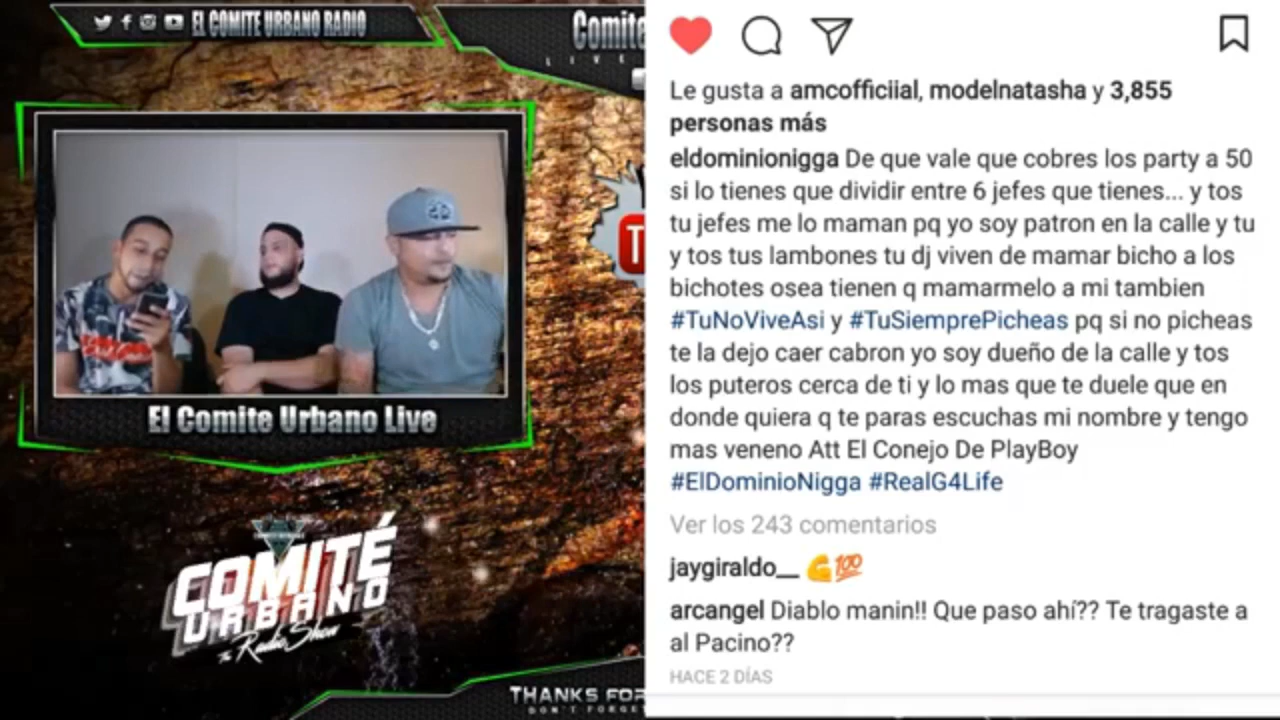 EL COMITE URBANO RADIO
Comite
LIVE
El Comite Urbano Live
COMITÉ
URBANO
The Radio Show
THANKS FOR
DON'T FORGET
Le gusta a amcofficiial, modelnatasha y 3,855
personas más
eldominionigga De que vale que cobres los party a 50
si lo tienes que dividir entre 6 jefes que tienes... y tos
tu jefes me lo maman pq yo soy patron en la calle y tu
y tos tus lambones tu dj viven de mamar bicho a los
bichotes osea tienen q mamarmelo a mi tambien
#TuNoViveAsi y #TuSiemprePicheas pq si no picheas
te la dejo caer cabron yo soy dueño de la calle y tos
los puteros cerca de ti y lo mas que te duele que en
donde quiera q te paras escuchas mi nombre y tengo
mas veneno Att El Conejo De PlayBoy
#ElDominioNigga #RealG4Life
Ver los 243 comentarios
jaygiraldo__ 💪💯
arcangel Diablo manin!! Que paso ahí?? Te tragaste a
al Pacino??
HACE 2 DÍAS